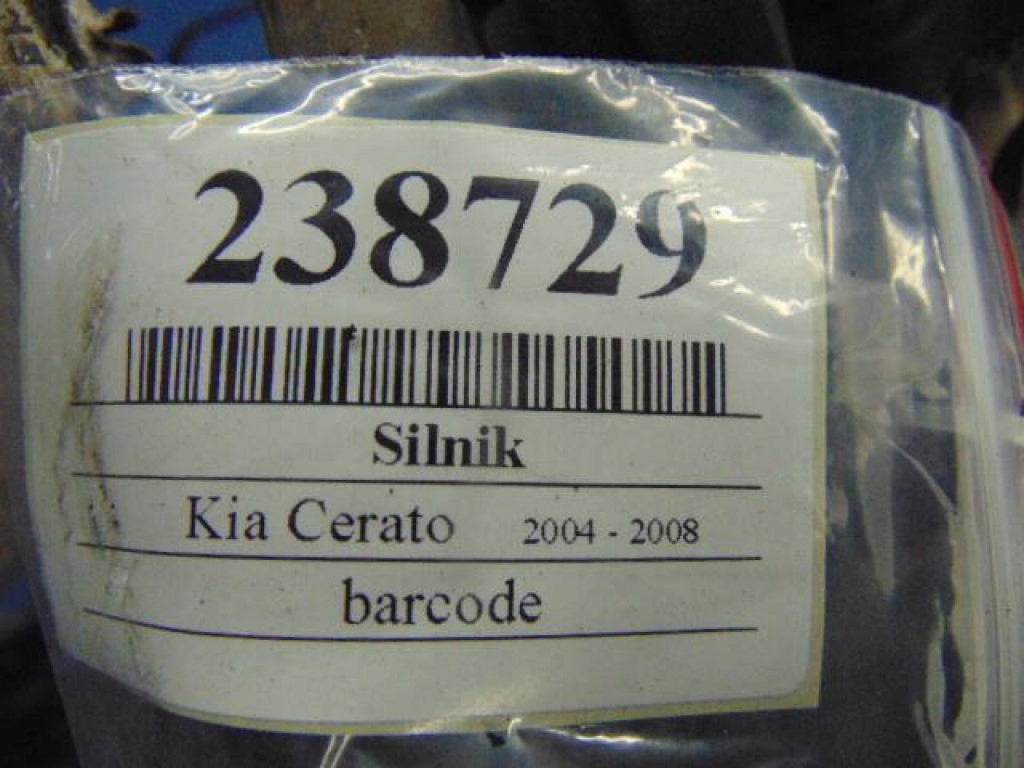 238729
Silnik
Kia Cerato 2004 - 2008
barcode